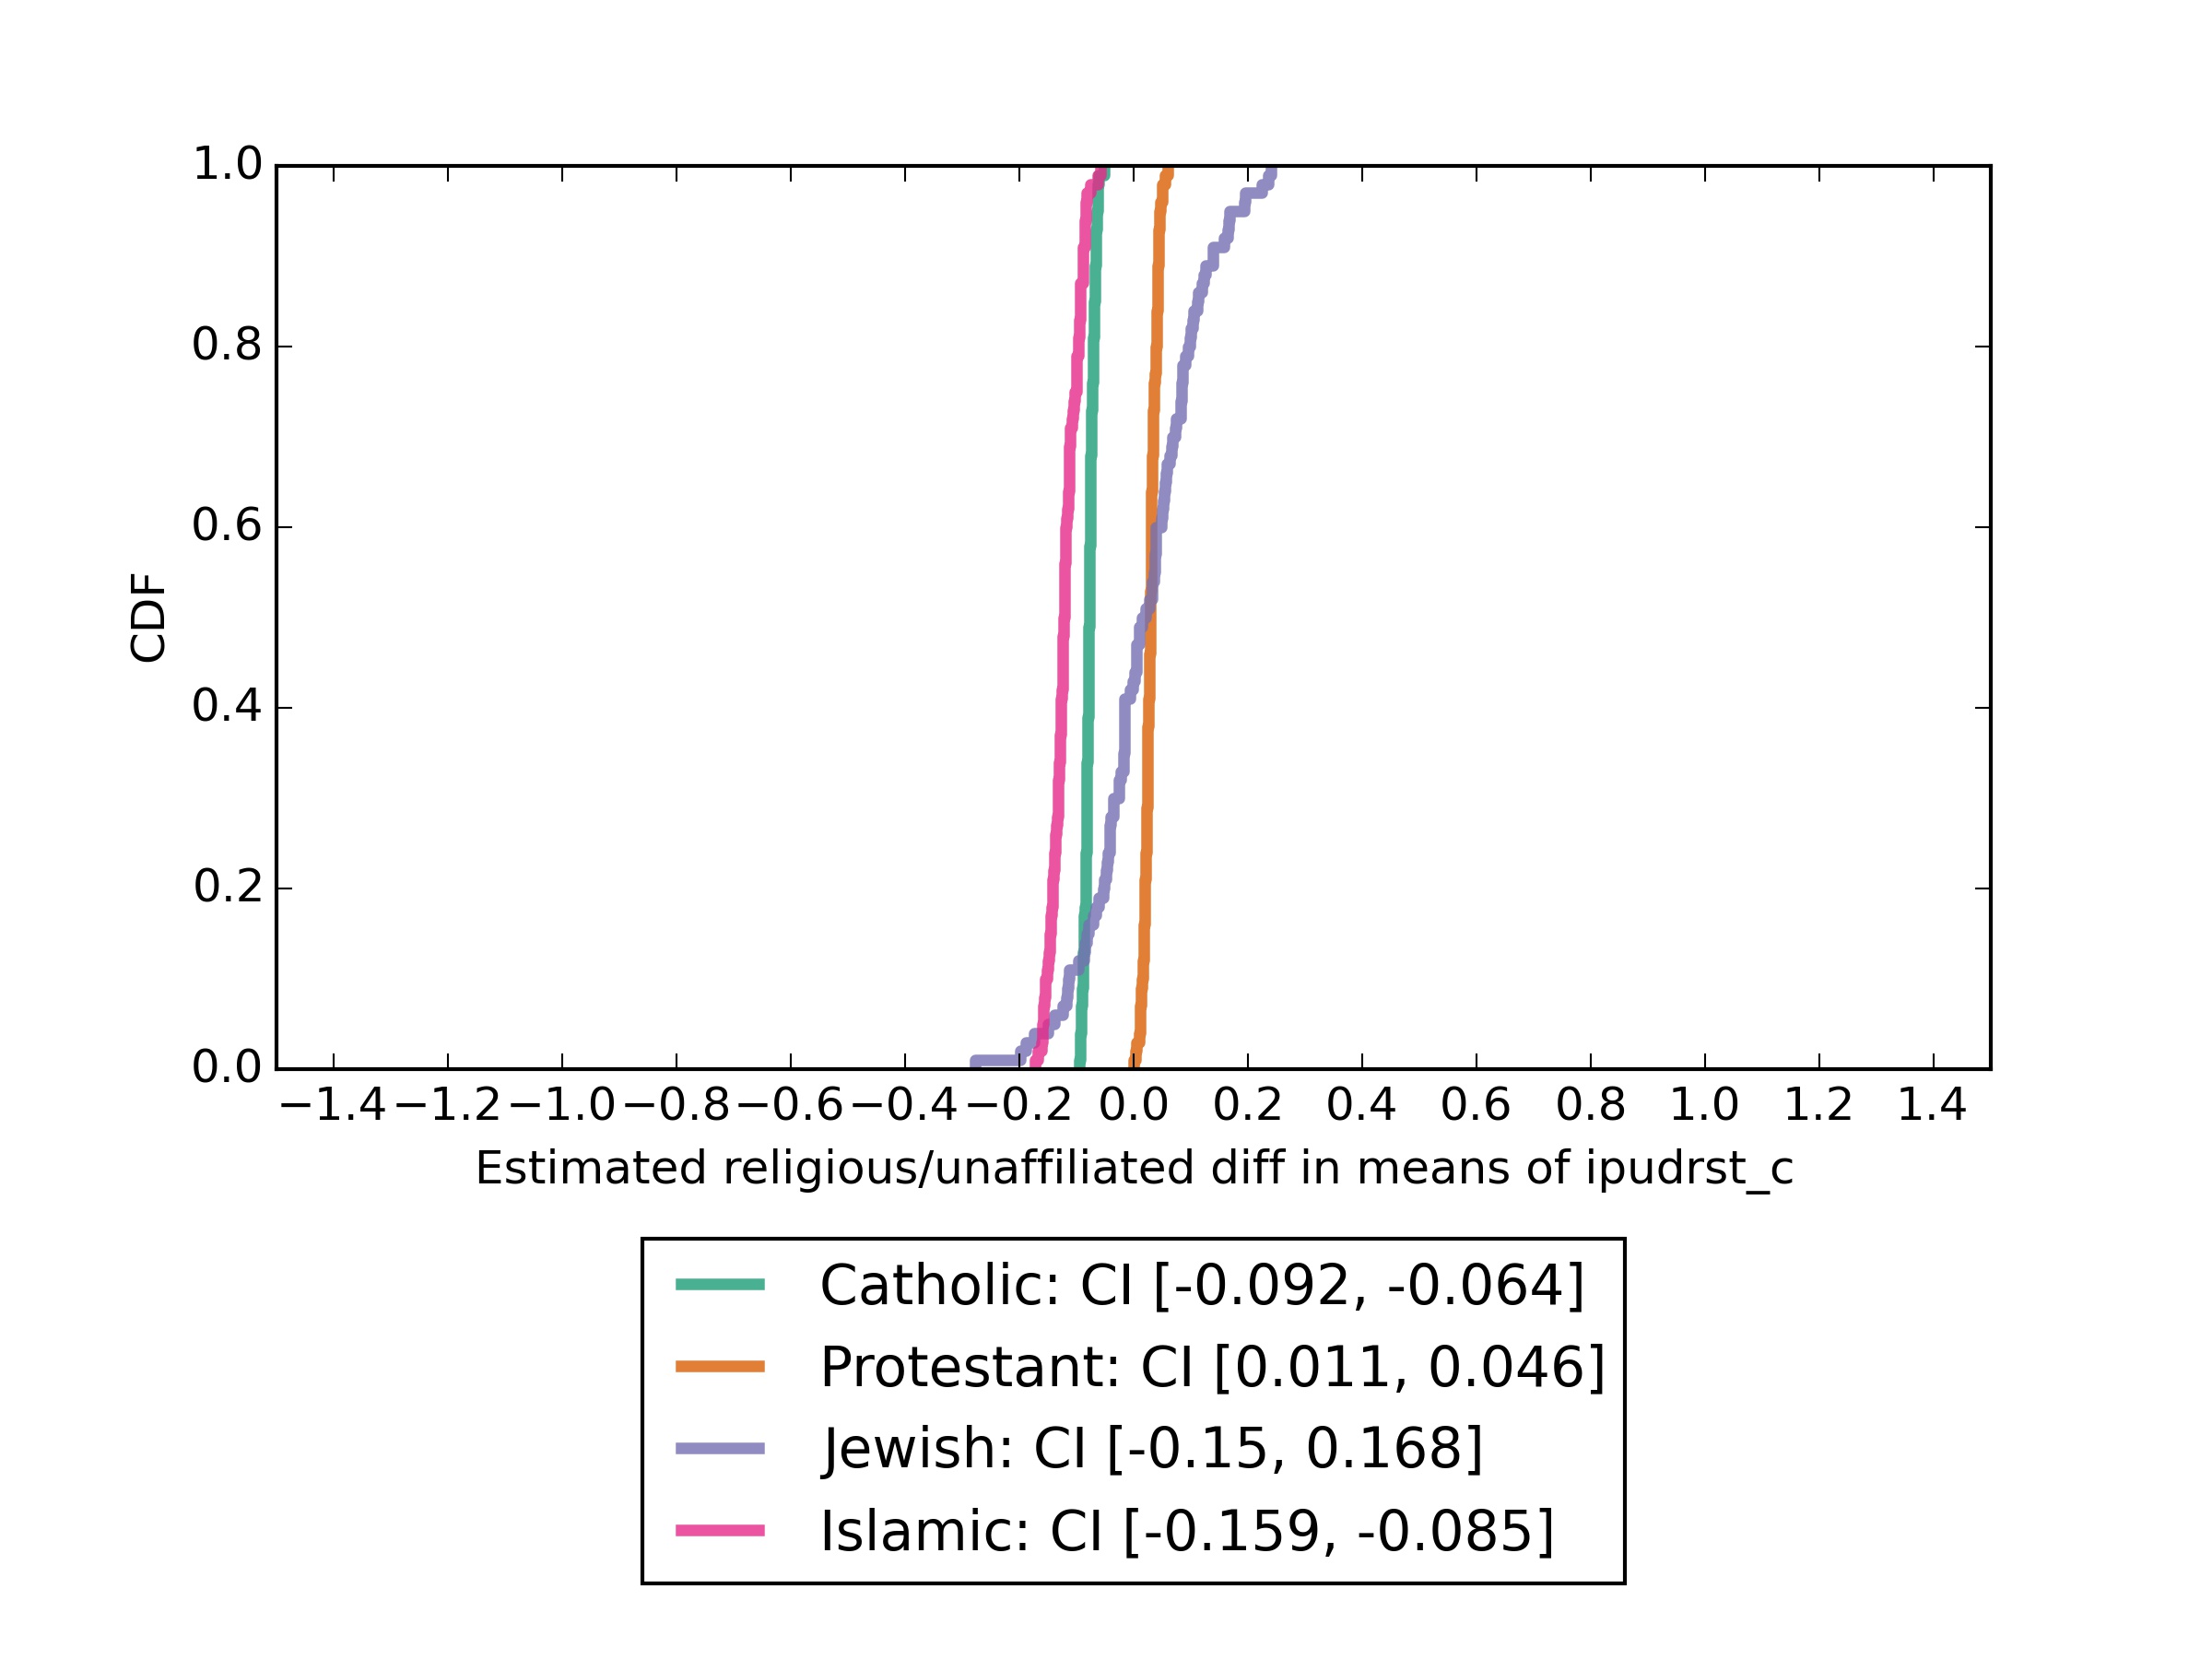 1.0
0.8
0.6
0.4
0.2
0.0
CDF
−1.4 −1.2 −1.0 −0.8 −0.6 −0.4 −0.2 0.0 0.2 0.4 0.6 0.8 1.0 1.2 1.4
Estimated religious/unaffiliated diff in means of ipudrst_c
Catholic: CI [-0.092, -0.064]
Protestant: CI [0.011, 0.046]
Jewish: CI [-0.15, 0.168]
Islamic: CI [-0.159, -0.085]